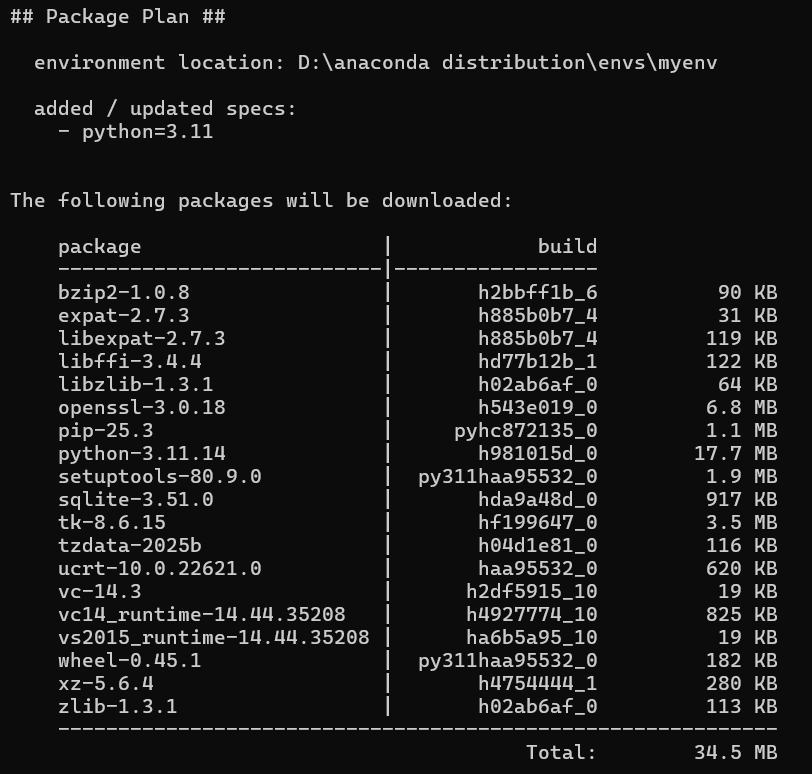 ## Package Plan ##
environment location: D:\anaconda distribution\envs\myenv
added / updated specs:
- python=3.11
The following packages will be downloaded:
package | build
---------------------------|-----------------
bzip2-1.0.8 | h2bbff1b_6 90 KB
expat-2.7.3 | h885b0b7_4 31 KB
libexpat-2.7.3 | h885b0b7_4 119 KB
libffi-3.4.4 | hd77b12b_1 122 KB
libzlib-1.3.1 | h02ab6af_0 64 KB
openssl-3.0.18 | h543e019_0 6.8 MB
pip-25.3 | pyhc872135_0 1.1 MB
python-3.11.14 | h981015d_0 17.7 MB
setuptools-80.9.0 | py311haa95532_0 1.9 MB
sqlite-3.51.0 | hda9a48d_0 917 KB
tk-8.6.15 | hf199647_0 3.5 MB
tzdata-2025b | h04d1e81_0 116 KB
ucrt-10.0.22621.0 | haa95532_0 620 KB
vc-14.3 | h2df5915_10 19 KB
vc14_runtime-14.44.35208 | h4927774_10 825 KB
vs2015_runtime-14.44.35208 | ha6b5a95_10 19 KB
wheel-0.45.1 | py311haa95532_0 182 KB
xz-5.6.4 | h4754444_1 280 KB
zlib-1.3.1 | h02ab6af_0 113 KB
------------------------------------------------------------
Total: 34.5 MB